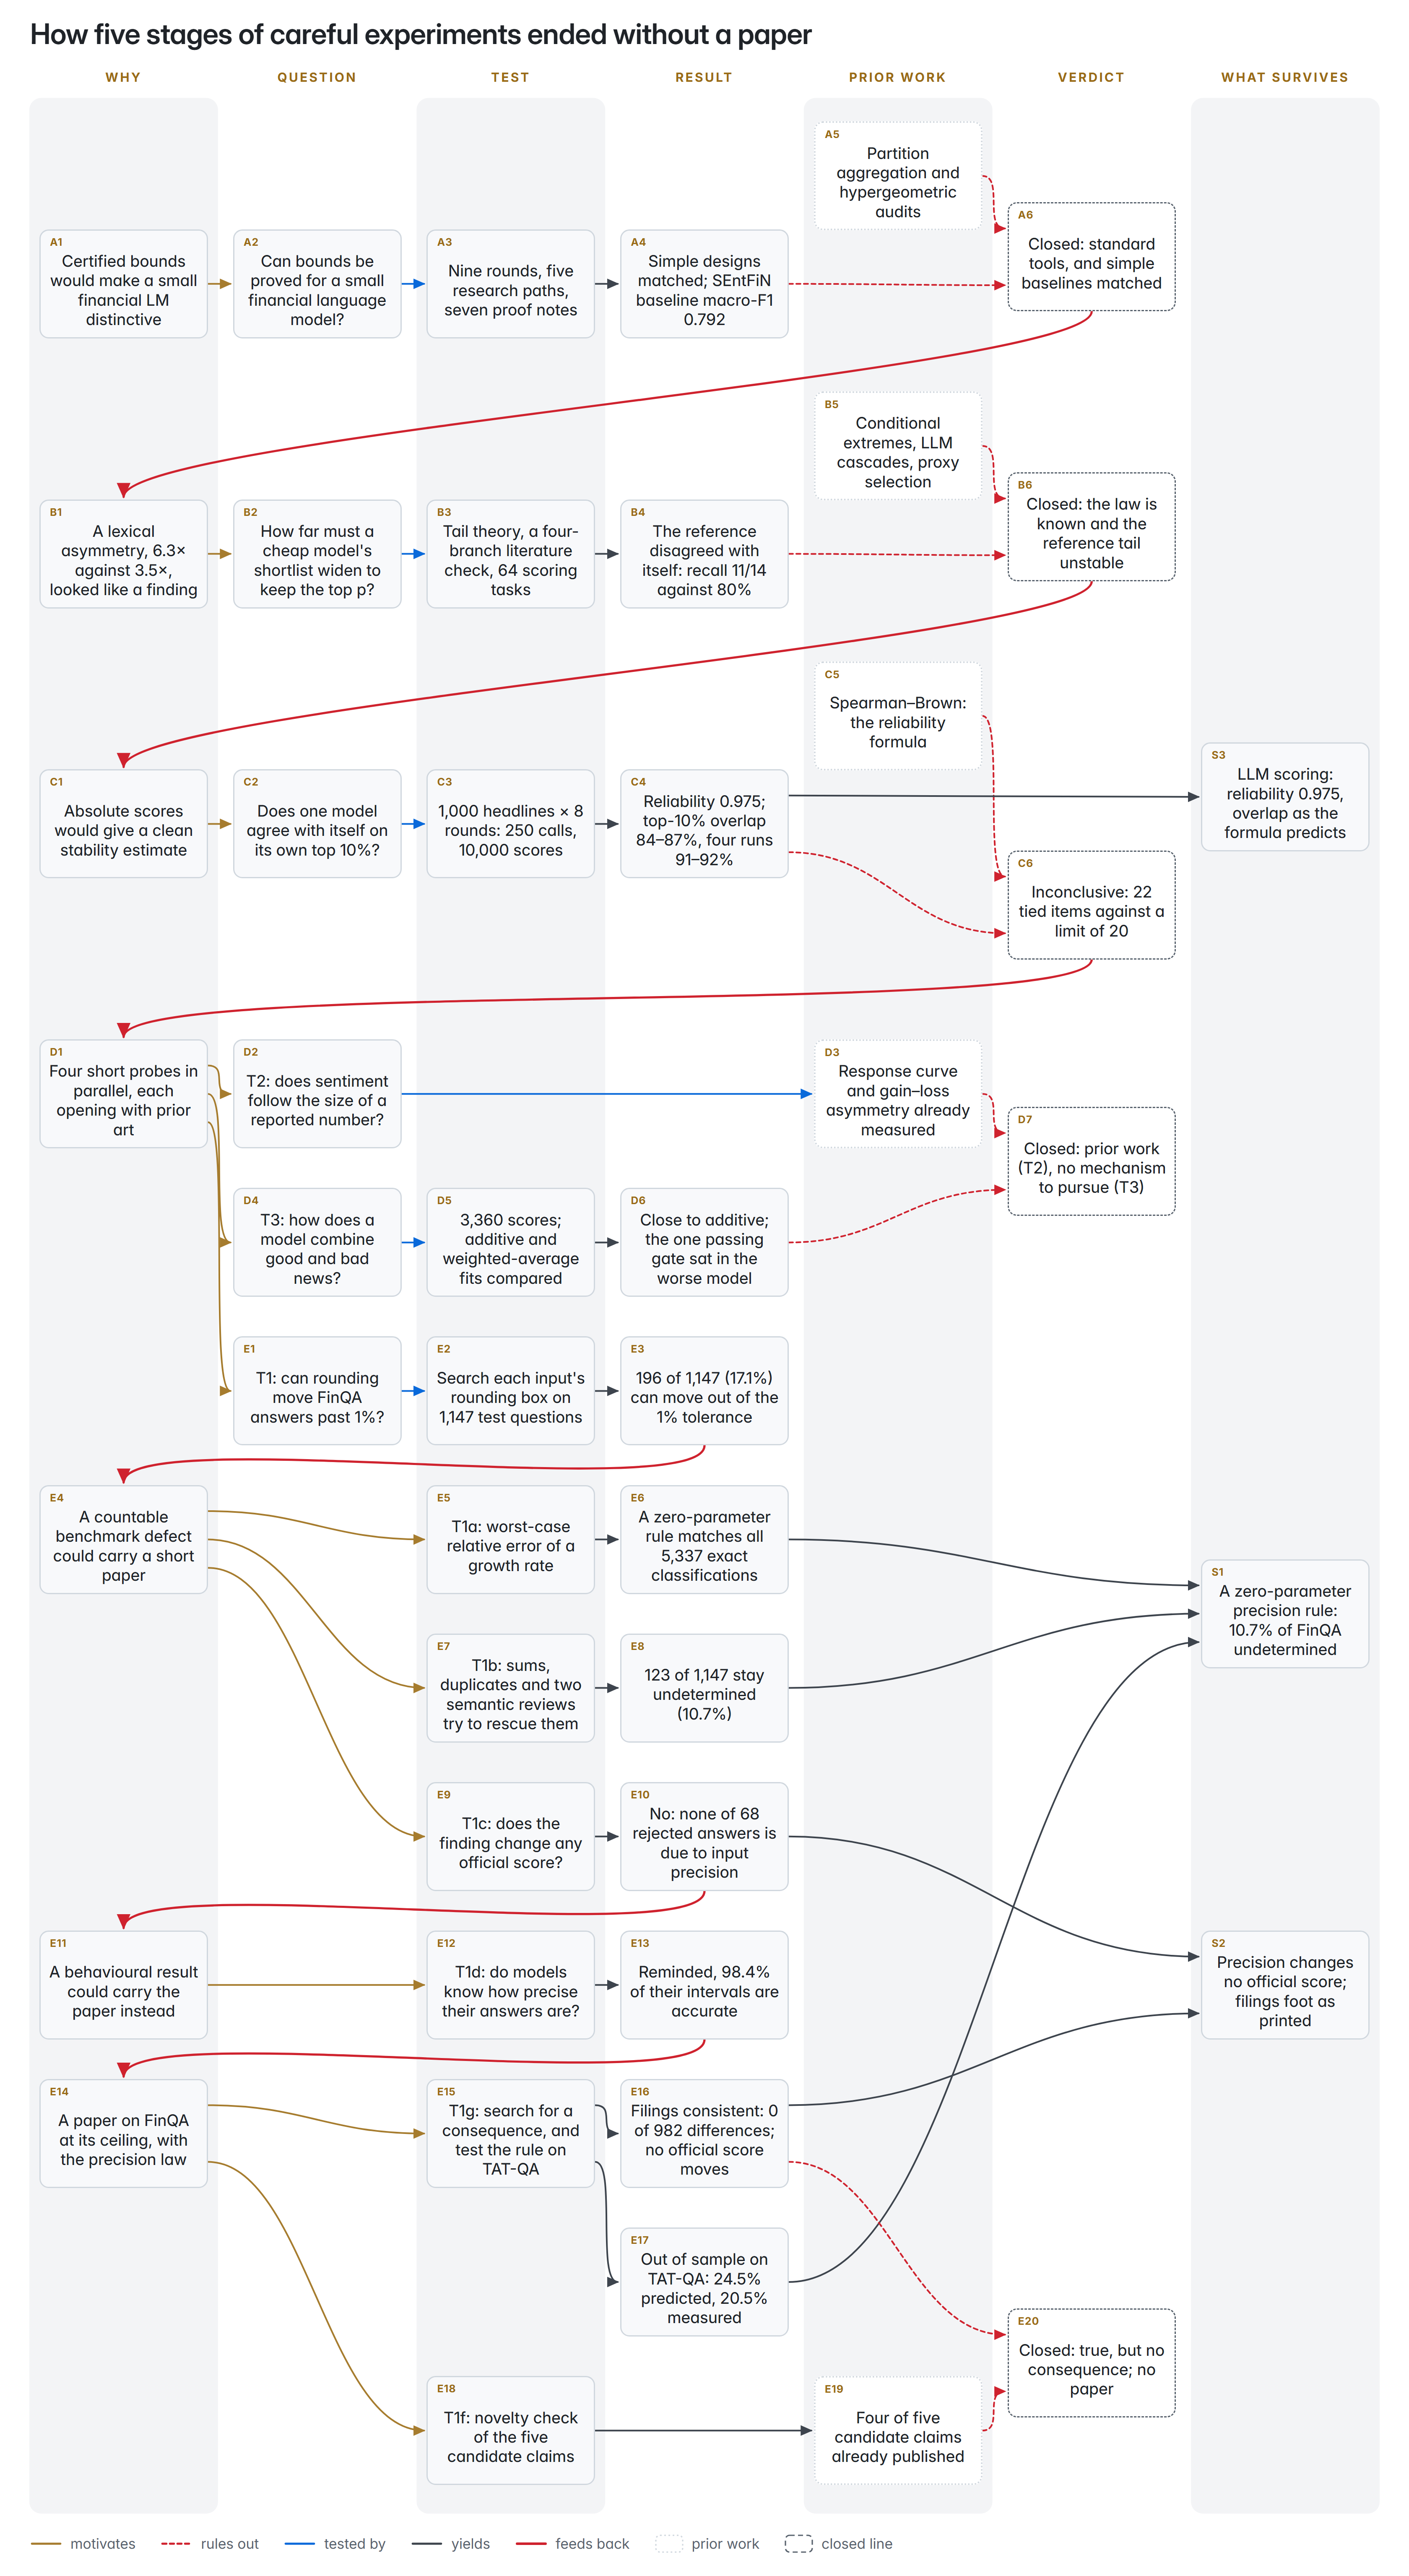 How five stages of careful experiments ended without a paper
WHY
QUESTION
TEST
RESULT
PRIOR WORK
VERDICT
WHAT SURVIVES
A5
Partition
aggregation and
hypergeometric
audits
A1
Certified bounds
would make a small
financial LM
distinctive
A2
Can bounds be
proved for a small
financial language
model?
A3
Nine rounds, five
research paths,
seven proof notes
A4
Simple designs
matched; SEntFiN
baseline macro-F1
0.792
A6
Closed: standard
tools, and simple
baselines matched
B5
Conditional
extremes, LLM
cascades, proxy
selection
B1
A lexical
asymmetry, 6.3×
against 3.5×,
looked like a finding
B2
How far must a
cheap model's
shortlist widen to
keep the top p?
B3
Tail theory, a four-
branch literature
check, 64 scoring
tasks
B4
The reference
disagreed with
itself: recall 11/14
against 80%
B6
Closed: the law is
known and the
reference tail
unstable
C5
Spearman–Brown:
the reliability
formula
C1
Absolute scores
would give a clean
stability estimate
C2
Does one model
agree with itself on
its own top 10%?
C3
1,000 headlines × 8
rounds: 250 calls,
10,000 scores
C4
Reliability 0.975;
top-10% overlap
84–87%, four runs
91–92%
S3
LLM scoring:
reliability 0.975,
overlap as the
formula predicts
C6
Inconclusive: 22
tied items against a
limit of 20
D1
Four short probes in
parallel, each
opening with prior
art
D2
T2: does sentiment
follow the size of a
reported number?
D3
Response curve
and gain–loss
asymmetry already
measured
D7
Closed: prior work
(T2), no mechanism
to pursue (T3)
D4
T3: how does a
model combine
good and bad
news?
D5
3,360 scores;
additive and
weighted-average
fits compared
D6
Close to additive;
the one passing
gate sat in the
worse model
E1
T1: can rounding
move FinQA
answers past 1%?
E2
Search each input's
rounding box on
1,147 test questions
E3
196 of 1,147 (17.1%)
can move out of the
1% tolerance
E4
A countable
benchmark defect
could carry a short
paper
E5
T1a: worst-case
relative error of a
growth rate
E6
A zero-parameter
rule matches all
5,337 exact
classifications
S1
A zero-parameter
precision rule:
10.7% of FinQA
undetermined
E7
T1b: sums,
duplicates and two
semantic reviews
try to rescue them
E8
123 of 1,147 stay
undetermined
(10.7%)
E9
T1c: does the
finding change any
official score?
E10
No: none of 68
rejected answers is
due to input
precision
E11
A behavioural result
could carry the
paper instead
E12
T1d: do models
know how precise
their answers are?
E13
Reminded, 98.4%
of their intervals are
accurate
S2
Precision changes
no official score;
filings foot as
printed
E14
A paper on FinQA
at its ceiling, with
the precision law
E15
T1g: search for a
consequence, and
test the rule on
TAT-QA
E16
Filings consistent: 0
of 982 differences;
no official score
moves
E17
Out of sample on
TAT-QA: 24.5%
predicted, 20.5%
measured
E20
Closed: true, but no
consequence; no
paper
E18
T1f: novelty check
of the five
candidate claims
E19
Four of five
candidate claims
already published
motivates
rules out
tested by
yields
feeds back
prior work
closed line